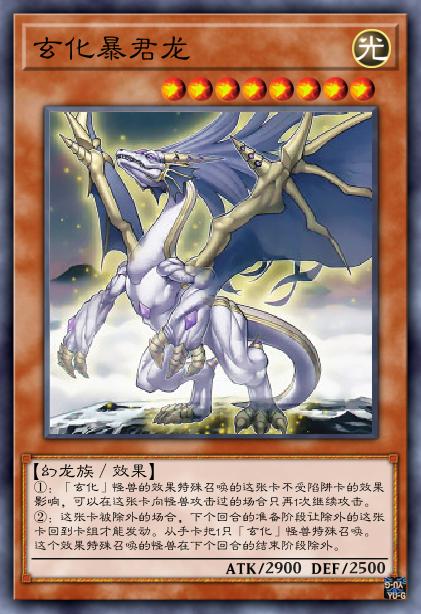 玄化暴君龙
光
【幻龙族／效果】
①：「玄化」怪兽的效果特殊召唤的这张卡不受陷阱卡的效果
影响，可以在这张卡向怪兽攻击过的场合只再1次继续攻击。
②：这张卡被除外的场合，下个回合的准备阶段让除外的这张
卡回到卡组才能发动。从手卡把1只「玄化」怪兽特殊召唤。
这个效果特殊召唤的怪兽在下个回合的结束阶段除外。
ATK/2900 DEF/2500